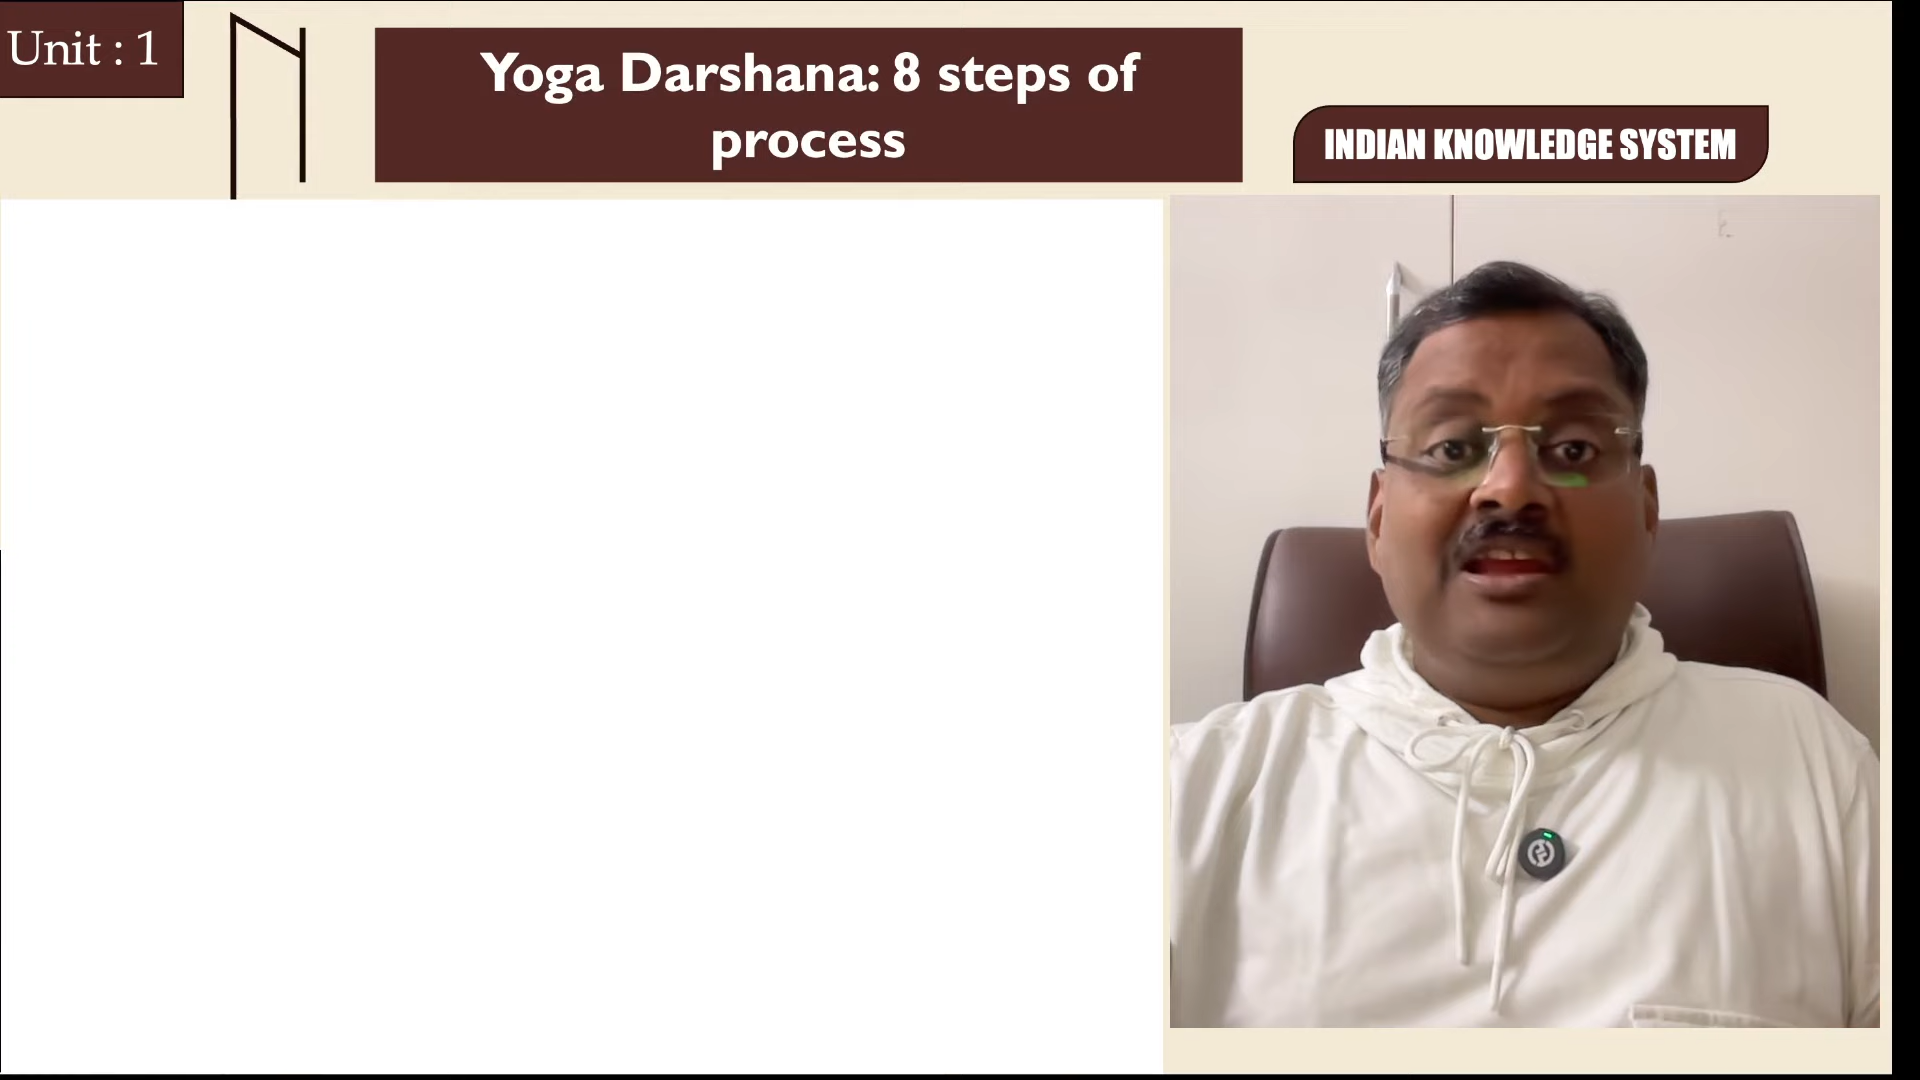 Unit : 1
Yoga Darshana: 8 steps of
process
INDIAN KNOWLEDGE SYSTEM